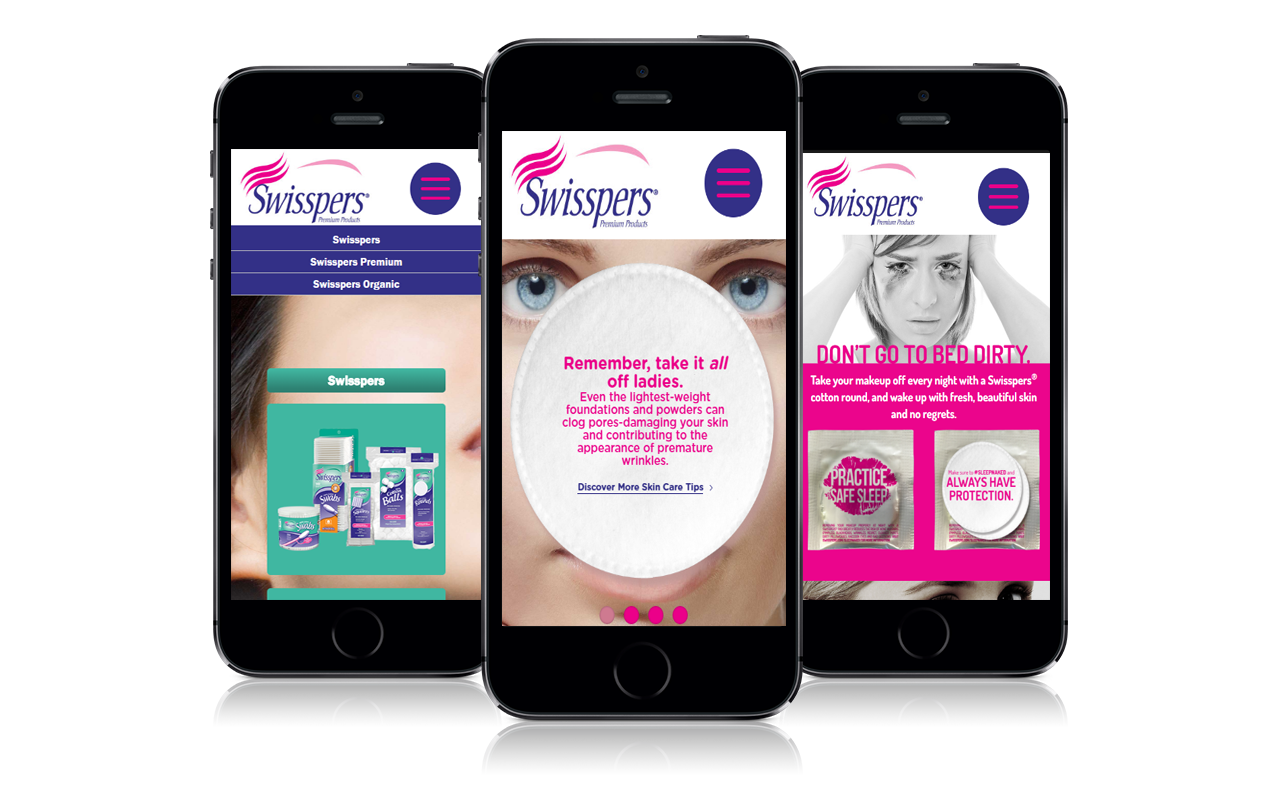 Swisspers®
Premium Products
Swisspers
Swisspers Premium
Swisspers Organic
Swisspers
Swisspers
Swabs
Swabs
Cotton
Balls
Rounds
Swisspers®
Premium Products
Remember, take it all
off ladies.
Even the lightest-weight
foundations and powders can
clog pores-damaging your skin
and contributing to the
appearance of premature
wrinkles.
Discover More Skin Care Tips ›
Swisspers®
Premium Products
DON'T GO TO BED DIRTY.
Take your makeup off every night with a Swisspers®
cotton round, and wake up with fresh, beautiful skin
and no regrets.
PRACTICE
SAFE SLEEP
Make sure to #SLEEPNAKED and
ALWAYS HAVE
PROTECTION.